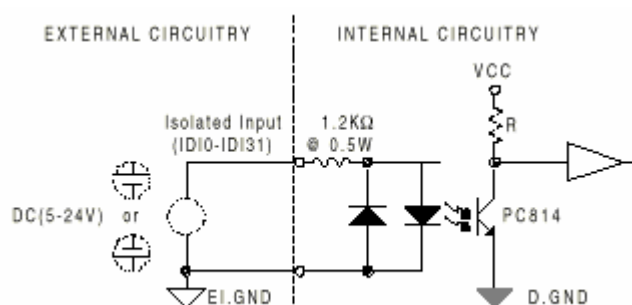 EXTERNAL CIRCUITRY
INTERNAL CIRCUITRY
VCC
R
Isolated Input
(IDI0-IDI31)
1.2KΩ
@ 0.5W
DC(5-24V) or
PC814
EI.GND
D.GND